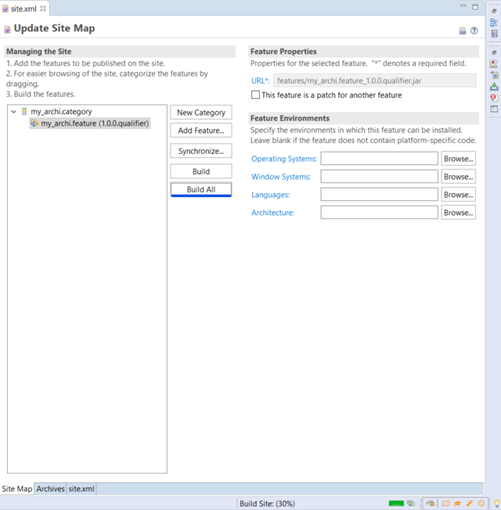 site.xml
Update Site Map
Managing the Site
1. Add the features to be published on the site.
2. For easier browsing of the site, categorize the features by
dragging.
3. Build the features.
my_archi.category
my_archi.feature (1.0.0.qualifier)
New Category
Add Feature...
Synchronize...
Build
Build All
Feature Properties
Properties for the selected feature.  "*" denotes a required field.
URL*: features/my_archi.feature_1.0.0.qualifier.jar
This feature is a patch for another feature
Feature Environments
Specify the environments in which this feature can be installed.
Leave blank if the feature does not contain platform-specific code.
Operating Systems: Browse...
Window Systems: Browse...
Languages: Browse...
Architecture: Browse...
Site Map Archives site.xml
Build Site: (30%)